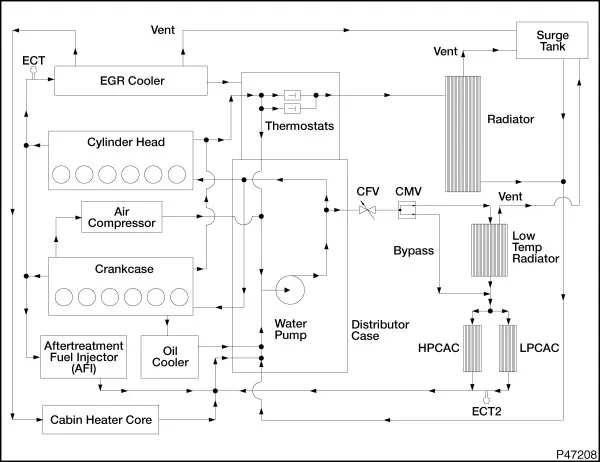 Vent
Surge
Tank
ECT
Vent
EGR Cooler
Radiator
Thermostats
Cylinder Head
CFV
CMV
Vent
Air
Compressor
Low
Temp
Radiator
Bypass
Crankcase
Water
Pump
Distributor
Case
Aftertreatment
Fuel Injector
(AFI)
Oil
Cooler
HPCAC
LPCAC
ECT2
Cabin Heater Core
P47208